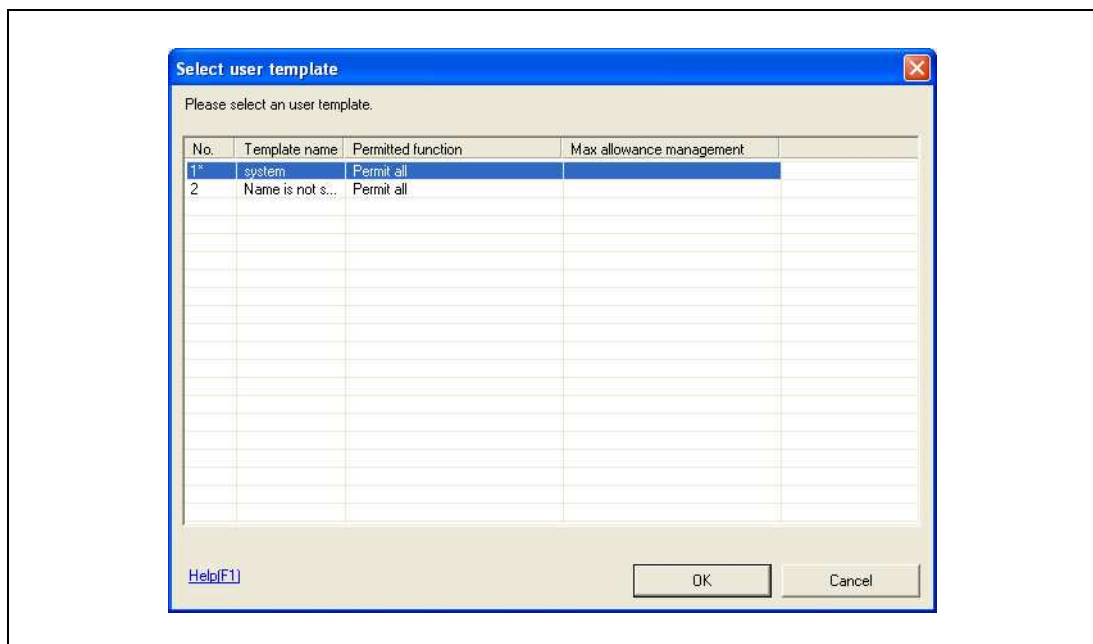 Select user template
Please select an user template.
No. Template name Permitted function Max allowance management
1* system Permit all
2 Name is not s... Permit all
Help(F1) OK Cancel